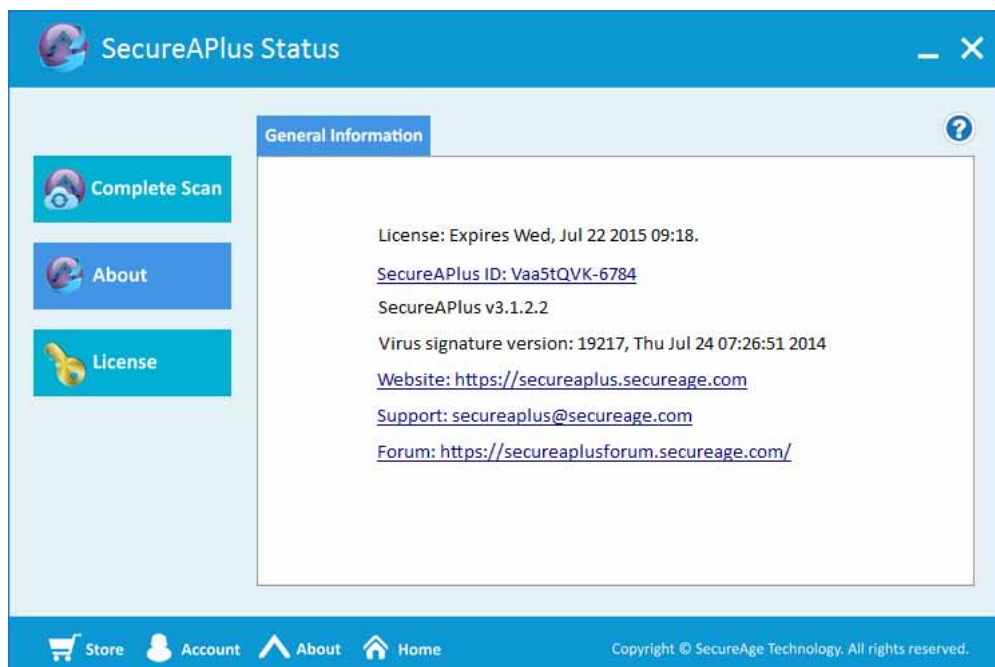 SecureAPlus Status
General Information
Complete Scan
About
License
License: Expires Wed, Jul 22 2015 09:18.
SecureAPlus ID: Vaa5tQVK-6784
SecureAPlus v3.1.2.2
Virus signature version: 19217, Thu Jul 24 07:26:51 2014
Website: https://secureaplus.secureage.com
Support: secureaplus@secureage.com
Forum: https://secureaplusforum.secureage.com/
Store Account About Home Copyright © SecureAge Technology. All rights reserved.